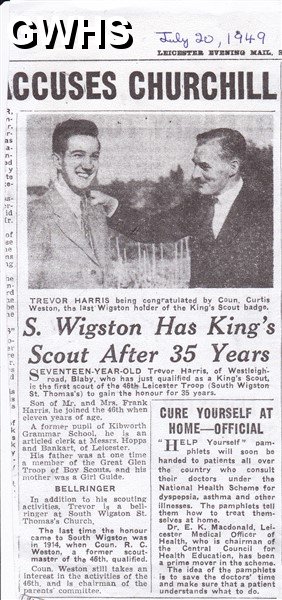 GWHS
July 20, 1949
LEICESTER EVENING MAIL,
ACCUSES CHURCHILL
TREVOR HARRIS being congratulated by Coun. Curtis
Weston, the last Wigston holder of the King's Scout badge.
S. Wigston Has King's
Scout After 35 Years
SEVENTEEN-YEAR-OLD Trevor Harris, of Westleigh-
road, Blaby, who has just qualified as a King's Scout,
is the first scout of the 46th Leicester Troop (South Wig-
ston St. Thomas's) to gain the honour for 35 years.
Son of Mr. and Mrs. Frank
Harris, he joined the 46th when
eleven years of age.
A former pupil of Kibworth
Grammar School, he is an
articled clerk at Messrs. Hopps
and Bankart, of Leicester.
His father was at one time
a member of the Great Glen
Troop of Boy Scouts, and his
mother was a Girl Guide.
BELLRINGER
In addition to his scouting
activities, Trevor is a bell-
ringer at South Wigston St.
Thomas's Church.
The last time the honour
came to South Wigston was
in 1914, when Coun. R. C.
Weston, a former scout-
master of the 46th, qualified.
Coun. Weston still takes an
interest in the activities of the
46th, and is chairman of the
parents' committee.
CURE YOURSELF AT
HOME—OFFICIAL
"HELP Yourself" pam-
phlets will soon be
handed to patients all over
the country who consult
their doctors under the
National Health Scheme for
dyspepsia, asthma and other
illnesses. The pamphlets tell
them how to treat them-
selves at home.
Dr. E. K. Macdonald, Lei-
cester Medical Officer of
Health, who is chairman of
the Central Council for
Health Education, has been
a prime mover in the scheme.
The idea of the pamphlets
is to save the doctors' time
and make sure that a patient
understands what to do.